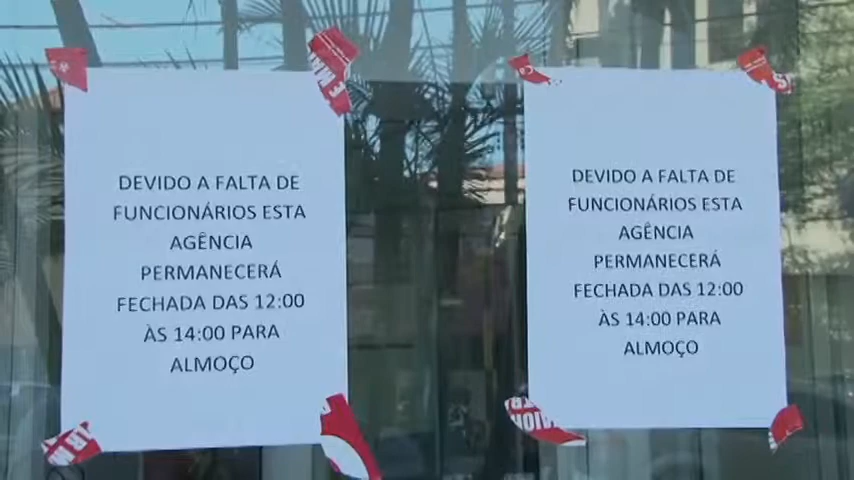 DEVIDO A FALTA DE
FUNCIONÁRIOS ESTA
AGÊNCIA
PERMANECERÁ
FECHADA DAS 12:00
ÀS 14:00 PARA
ALMOÇO
DEVIDO A FALTA DE
FUNCIONÁRIOS ESTA
AGÊNCIA
PERMANECERÁ
FECHADA DAS 12:00
ÀS 14:00 PARA
ALMOÇO